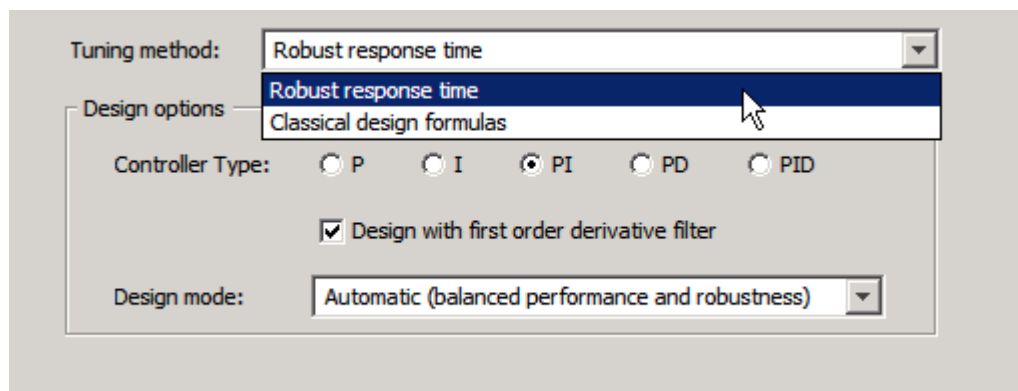 Tuning method: Robust response time
Robust response time
Design options
Classical design formulas
Controller Type: P I PI PD PID
Design with first order derivative filter
Design mode: Automatic (balanced performance and robustness)